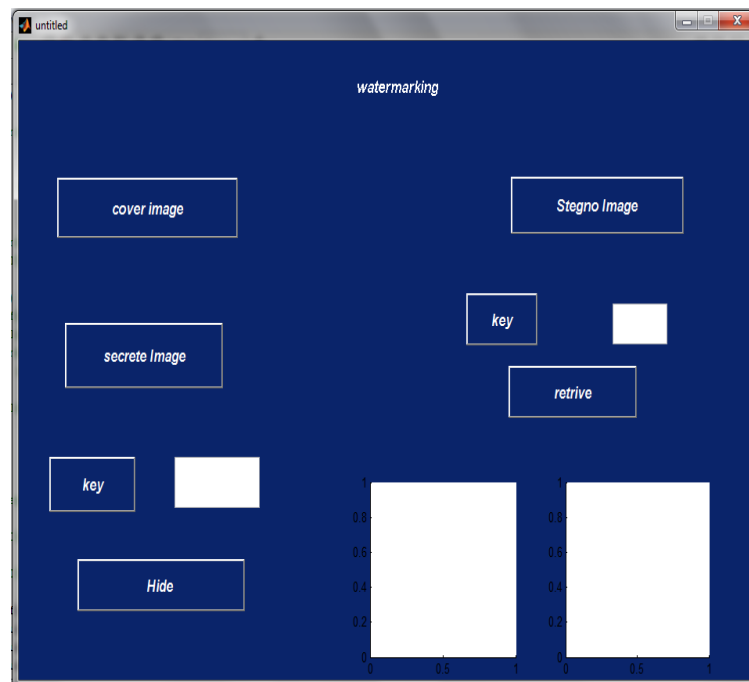 untitled
watermarking
cover image
Stegno Image
key
secrete Image
retrive
key
Hide
1
0.8
0.6
0.4
0.2
0
0
0.5
1
1
0.8
0.6
0.4
0.2
0
0
0.5
1